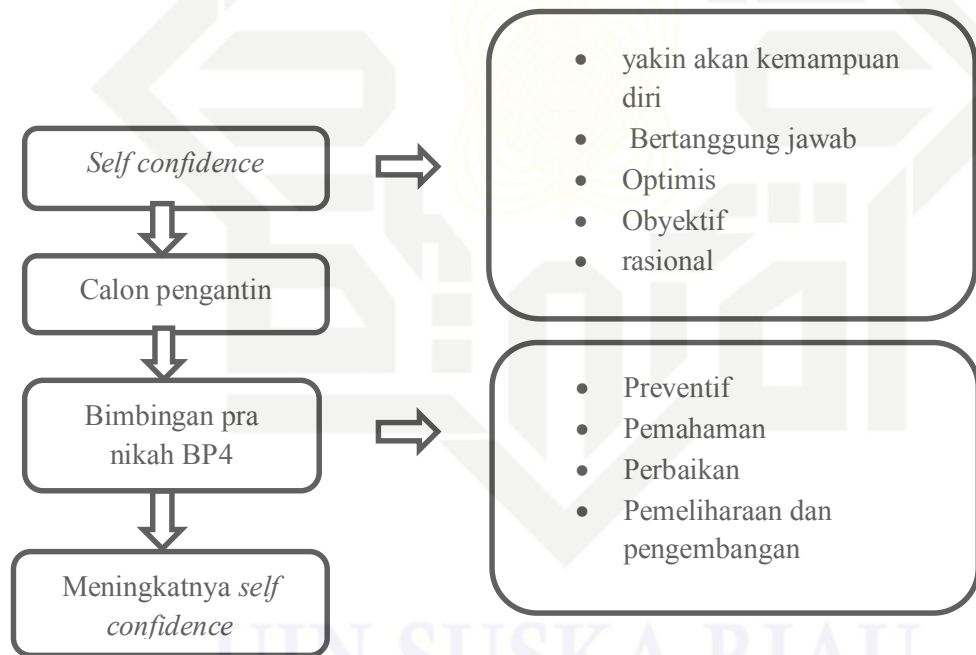 Self confidence
• yakin akan kemampuan
diri
• Bertanggung jawab
• Optimis
• Obyektif
• rasional
Calon pengantin
Bimbingan pra
nikah BP4
• Preventif
• Pemahaman
• Perbaikan
• Pemeliharaan dan
pengembangan
Meningkatnya self
confidence
UIN SUSKA RIAU